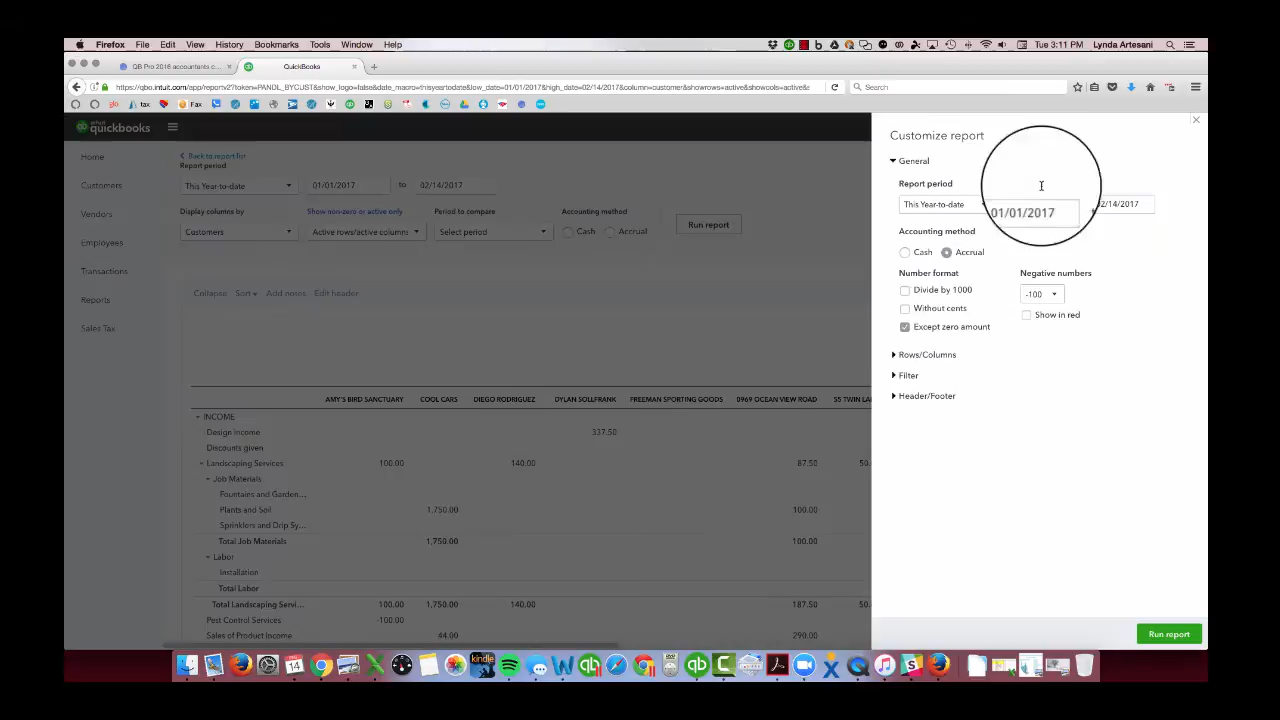 Firefox File Edit View History Bookmarks Tools Window Help Tue 3:11 PM Lynda Artesani
QB Pro 2016 accountants c... × QuickBooks × +
https://qbo.intuit.com/app/reportv2?token=PANDL_BYCUST&show_logo=false&date_macro=thisyeartodate&low_date=01/01/2017&high_date=02/14/2017&column=customer&showrows=active&showcols=active& Search
glo tax Fax
intuit quickbooks
Home
Customers
Vendors
Employees
Transactions
Reports
Sales Tax
Back to report list
Report period
This Year-to-date 01/01/2017 to 02/14/2017
Display columns by Show non-zero or active only Period to compare Accounting method
Customers Active rows/active columns Select period Cash Accrual Run report
Collapse Sort Add notes Edit header
AMY'S BIRD SANCTUARY COOL CARS DIEGO RODRIGUEZ DYLAN SOLLFRANK FREEMAN SPORTING GOODS 0969 OCEAN VIEW ROAD 55 TWIN LA
INCOME
Design income 337.50
Discounts given
Landscaping Services 100.00 140.00 87.50 50.
Job Materials
Fountains and Garden...
Plants and Soil 1,750.00 100.00
Sprinklers and Drip Sy...
Total Job Materials 1,750.00 100.00
Labor
Installation
Total Labor
Total Landscaping Servi... 100.00 1,750.00 140.00 187.50 50.
Pest Control Services -100.00
Sales of Product Income 44.00 290.00
Customize report
General
Report period
This Year-to-date 01/01/2017 02/14/2017
Accounting method
Cash Accrual
Number format Negative numbers
Divide by 1000 -100
Without cents Show in red
Except zero amount
Rows/Columns
Filter
Header/Footer
Run report
14 kindle